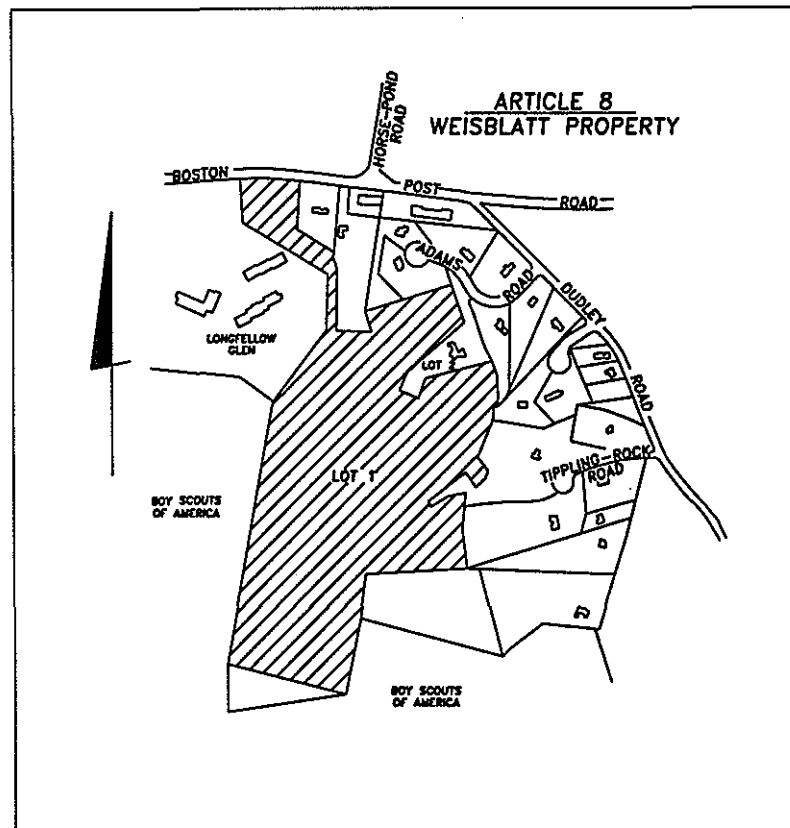 ARTICLE 8
WEISBLATT PROPERTY
HORSE-POND
ROAD
BOSTON POST ROAD
ADAMS ROAD
DUDLEY ROAD
LONGFELLOW
GLEN
LOT
LOT 1
TIPPLING-ROCK
ROAD
BOY SCOUTS
OF AMERICA
BOY SCOUTS
OF AMERICA